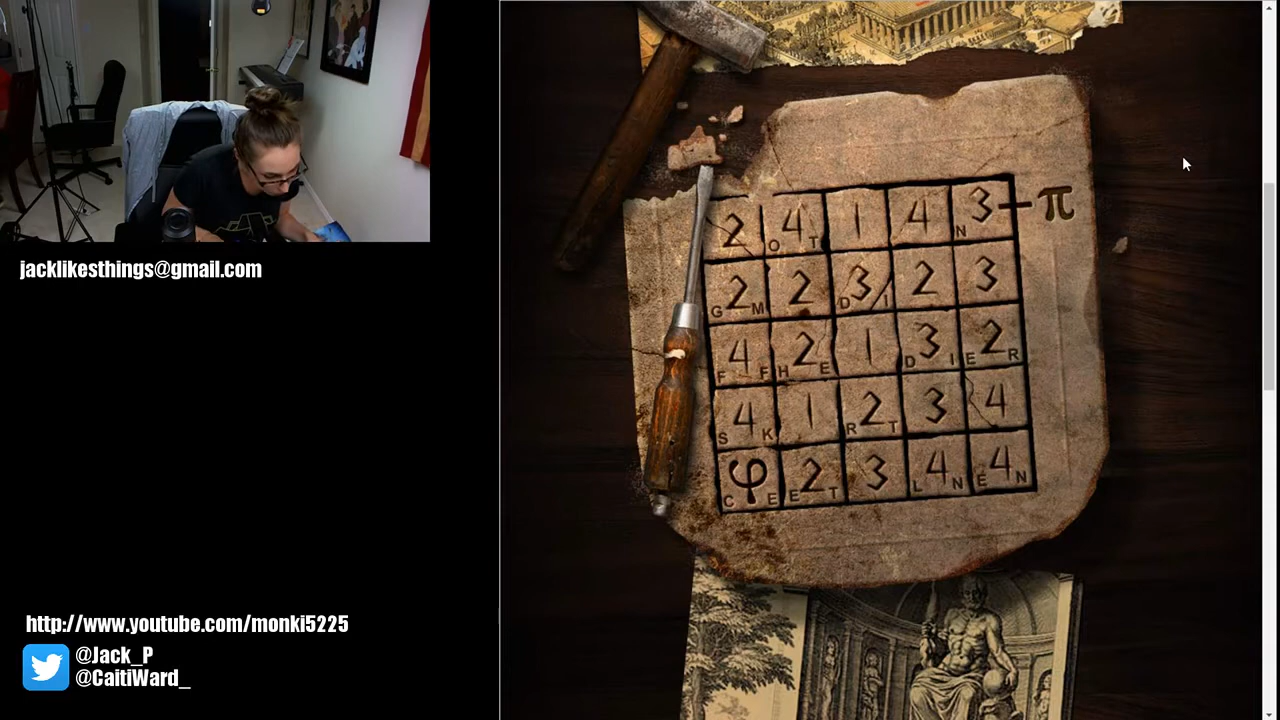 2 4 1 4 3 π
O T N
2 2 3 2 3
G M D I
4 2 1 3 2
F F H E D I E R
4 1 2 3 4
S K R T
φ 2 3 4 4
C E E T L N E N
jacklikesthings@gmail.com
http://www.youtube.com/monki5225
@Jack_P
@CaitiWard_